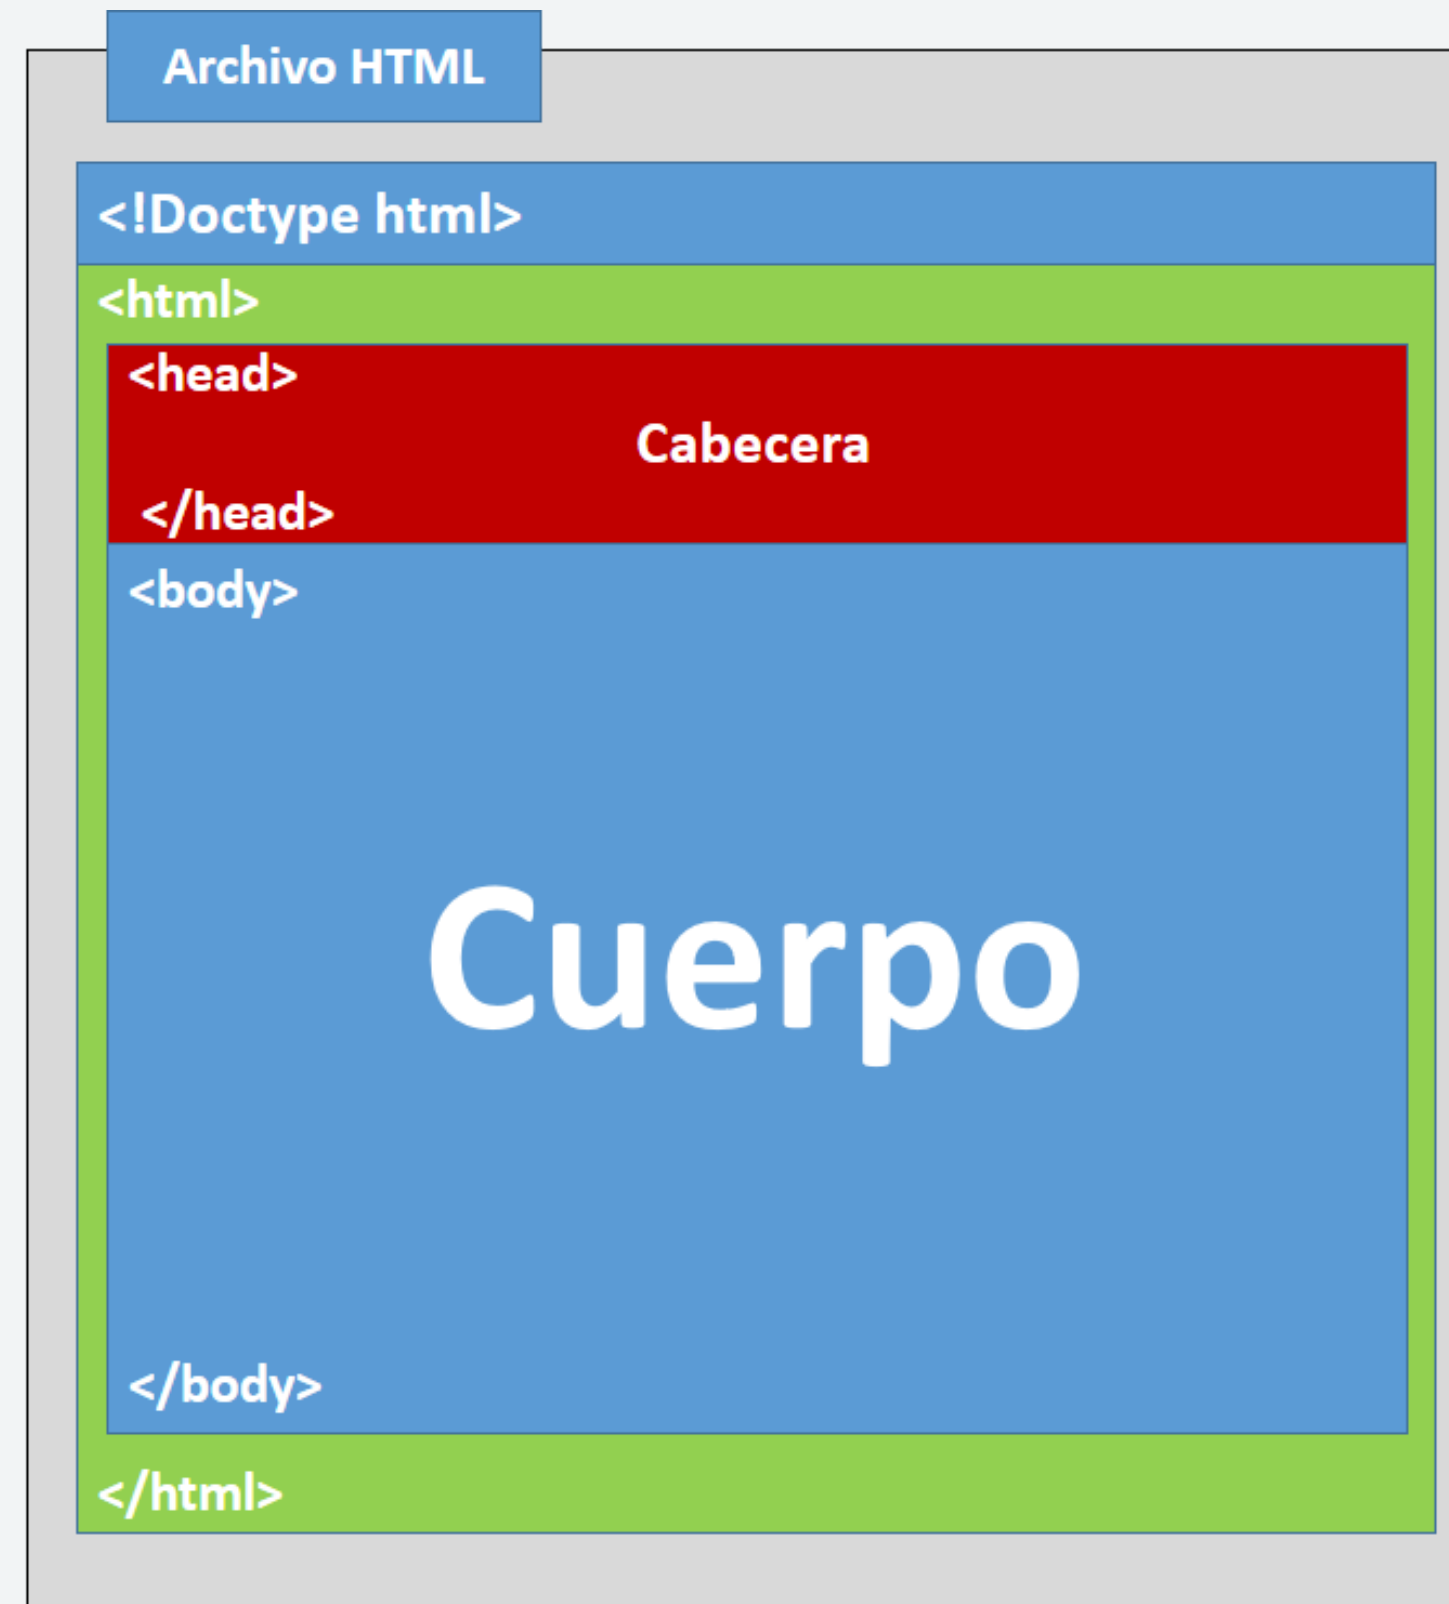 Archivo HTML
<!Doctype html>
<html>
<head>
Cabecera
</head>
<body>
Cuerpo
</body>
</html>